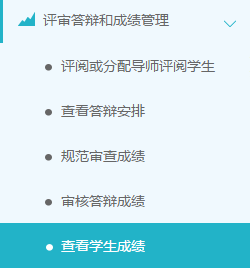 评审答辩和成绩管理
评阅或分配导师评阅学生
查看答辩安排
规范审查成绩
审核答辩成绩
查看学生成绩